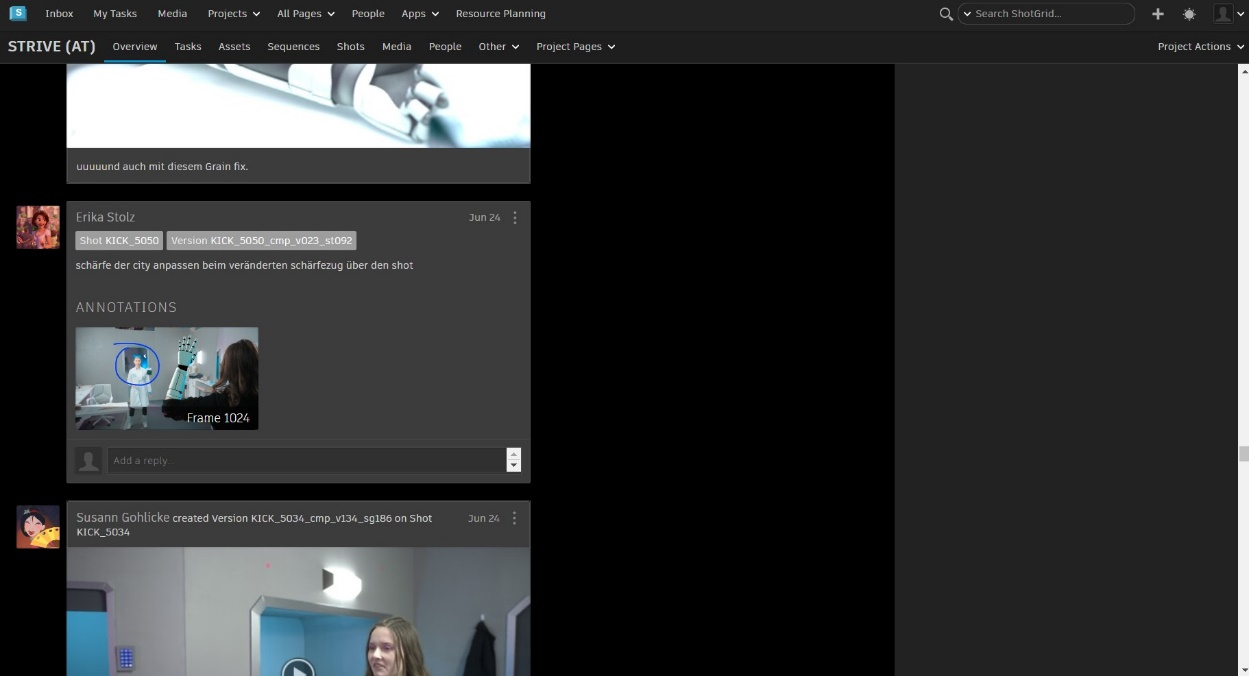 S Inbox My Tasks Media Projects All Pages People Apps Resource Planning Search ShotGrid...
STRIVE (AT) Overview Tasks Assets Sequences Shots Media People Other Project Pages Project Actions
uuuuund auch mit diesem Grain fix.
Erika Stolz Jun 24
Shot KICK_5050 Version KICK_5050_cmp_v023_st092
schärfe der city anpassen beim veränderten schärfezug über den shot
ANNOTATIONS
Frame 1024
Add a reply...
Susann Gohlicke created Version KICK_5034_cmp_v134_sg186 on Shot Jun 24
KICK_5034